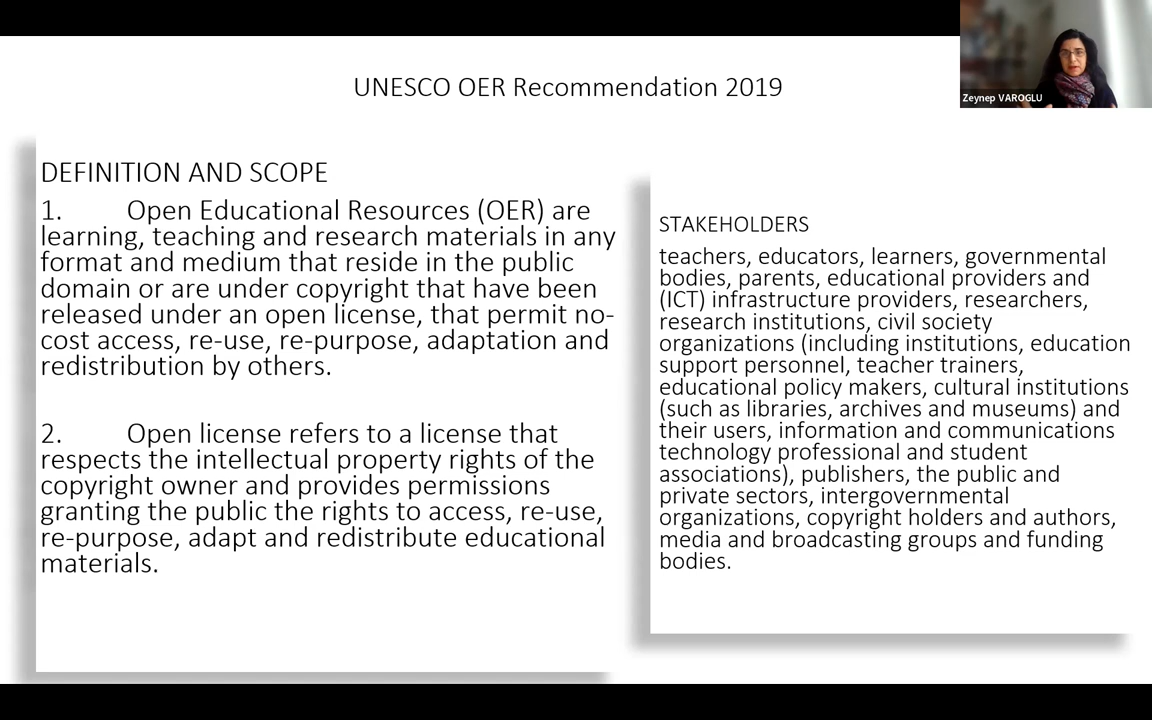 UNESCO OER Recommendation 2019
Zeynep VAROGLU
DEFINITION AND SCOPE
1. Open Educational Resources (OER) are
learning, teaching and research materials in any
format and medium that reside in the public
domain or are under copyright that have been
released under an open license, that permit no-
cost access, re-use, re-purpose, adaptation and
redistribution by others.
2. Open license refers to a license that
respects the intellectual property rights of the
copyright owner and provides permissions
granting the public the rights to access, re-use,
re-purpose, adapt and redistribute educational
materials.
STAKEHOLDERS
teachers, educators, learners, governmental
bodies, parents, educational providers and
(ICT) infrastructure providers, researchers,
research institutions, civil society
organizations (including institutions, education
support personnel, teacher trainers,
educational policy makers, cultural institutions
(such as libraries, archives and museums) and
their users, information and communications
technology professional and student
associations), publishers, the public and
private sectors, intergovernmental
organizations, copyright holders and authors,
media and broadcasting groups and funding
bodies.